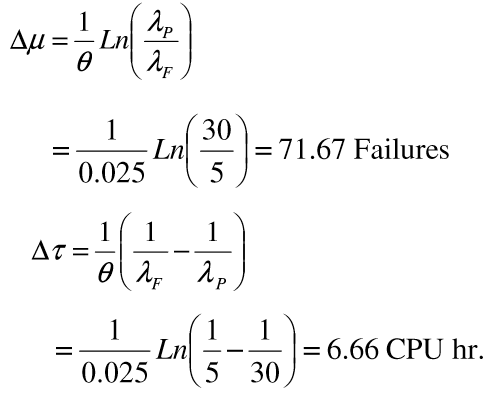 Δμ = 1/θ Ln(λ_P/λ_F)
= 1/0.025 Ln(30/5) = 71.67 Failures
Δτ = 1/θ (1/λ_F − 1/λ_P)
= 1/0.025 Ln(1/5 − 1/30) = 6.66 CPU hr.